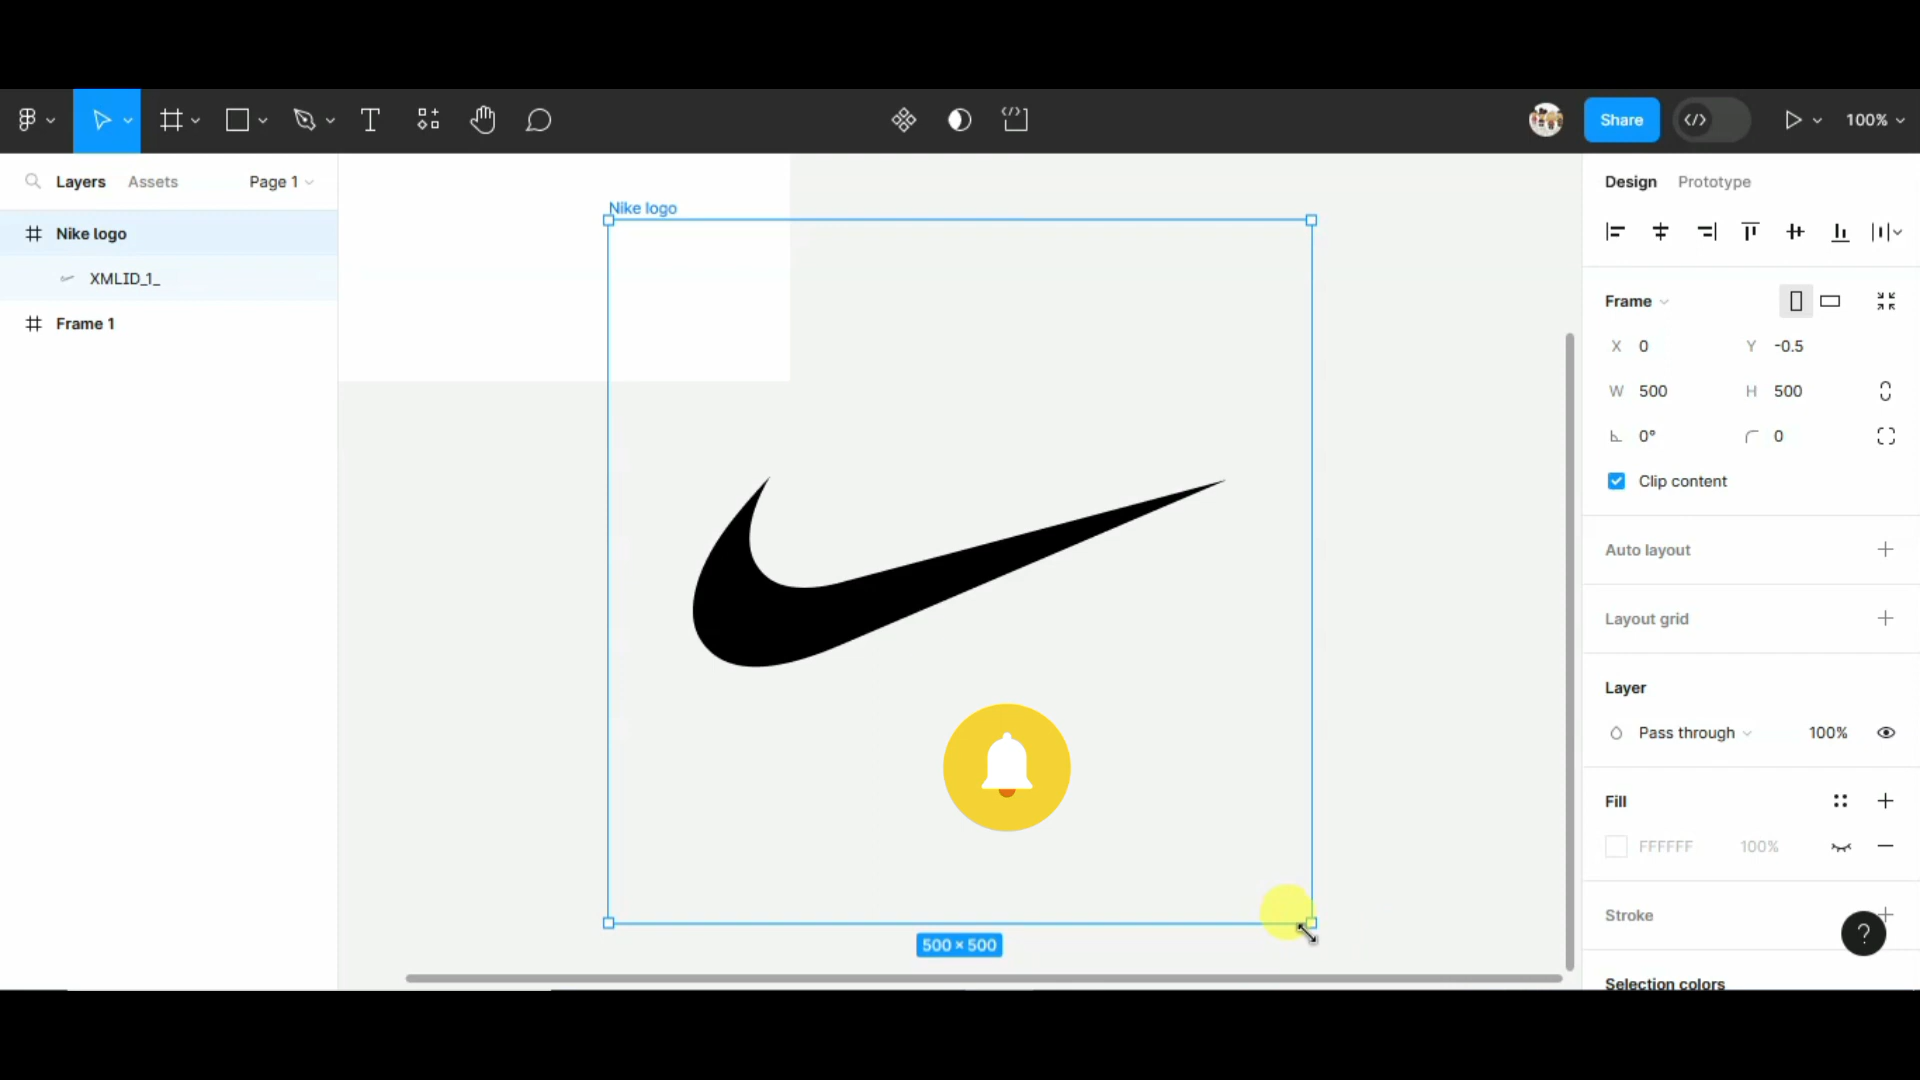 Share
100%
Layers
Assets
Page 1
Nike logo
XMLID_1_
Frame 1
Nike logo
500 × 500
Design
Prototype
Frame
X 0
Y -0.5
W 500
H 500
0°
0
Clip content
Auto layout
Layout grid
Layer
Pass through
100%
Fill
FFFFFF
100%
Stroke
?
Selection colors